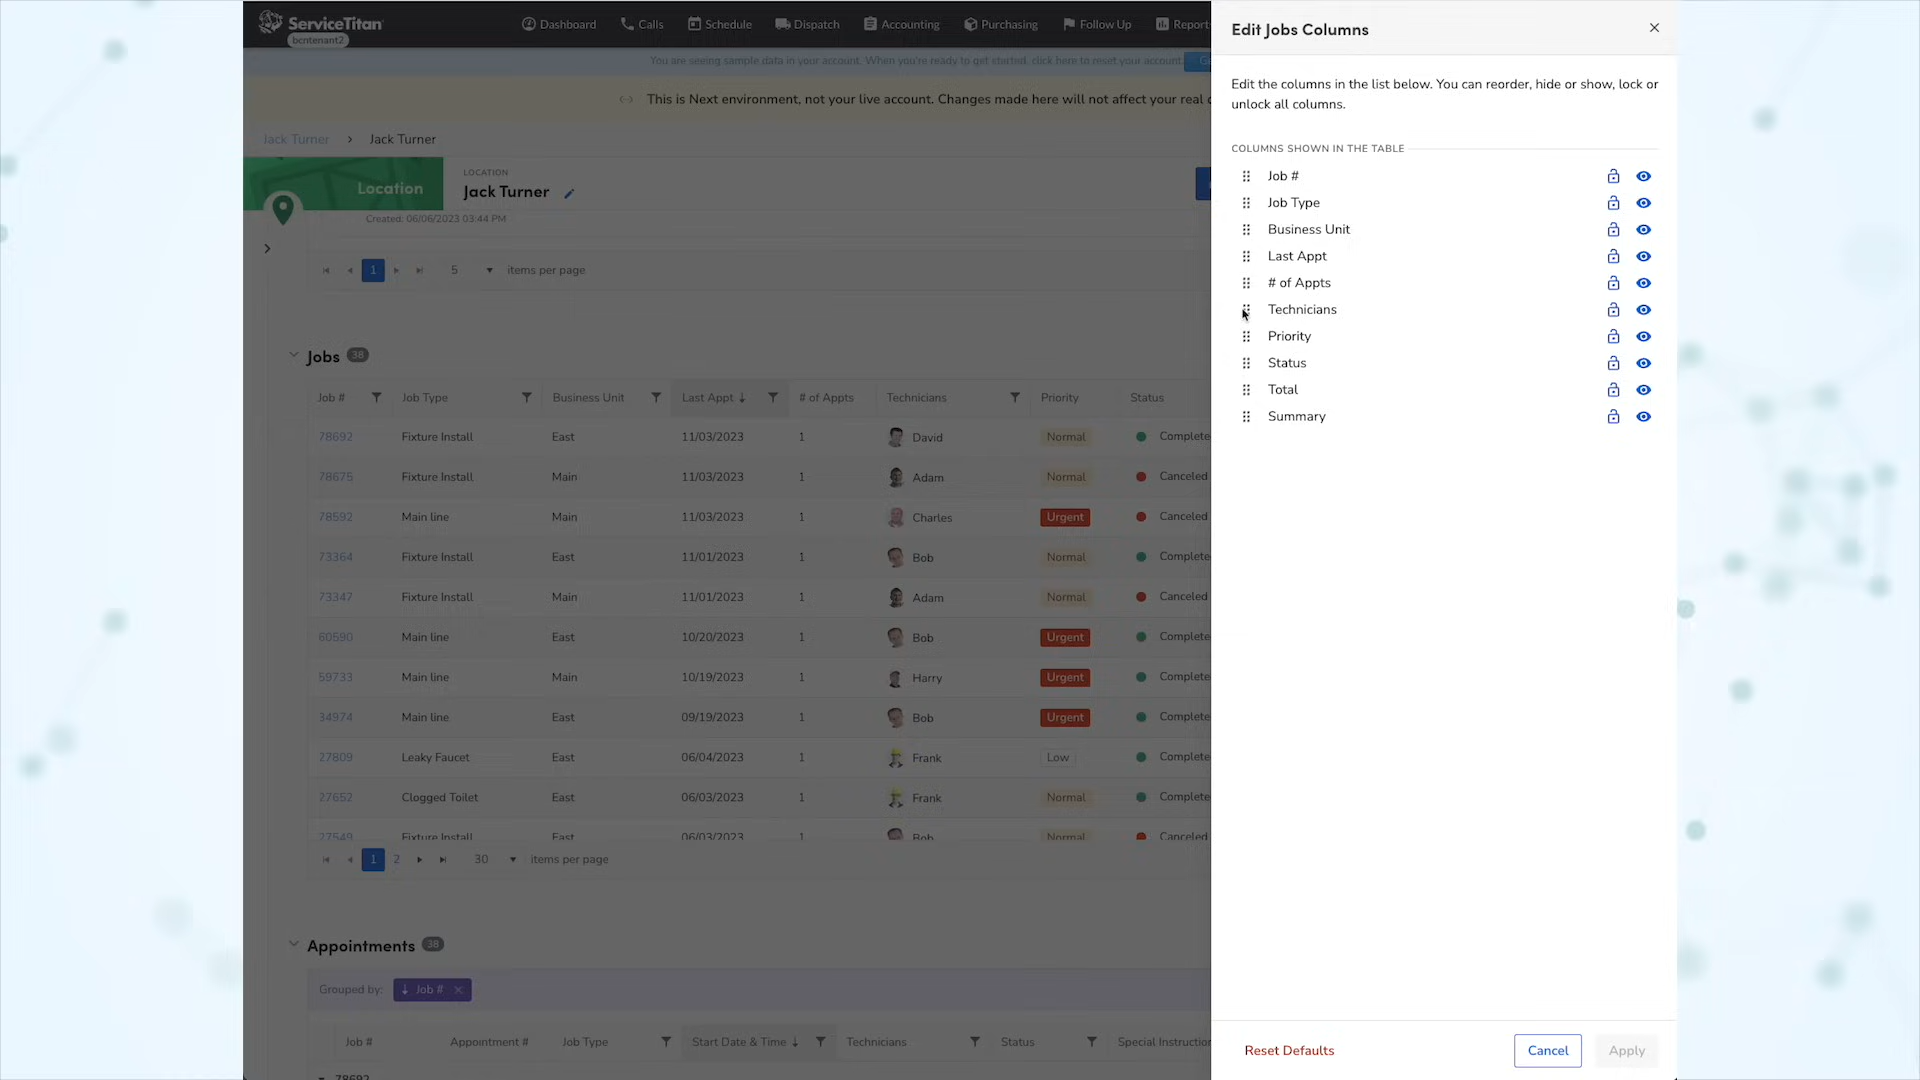 ServiceTitan
bcntenant2
Dashboard
Calls
Schedule
Dispatch
Accounting
Purchasing
Follow Up
You are seeing sample data in your account. When you're ready to get started, click here to reset your account.
This is Next environment, not your live account. Changes made here will not affect your real
Jack Turner > Jack Turner
Location
LOCATION
Jack Turner
Created: 06/06/2023 03:44 PM
1 5 items per page
Jobs 38
Job # Job Type Business Unit Last Appt ↓ # of Appts Technicians Priority Status
78692 Fixture Install East 11/03/2023 1 David Normal Complete
78675 Fixture Install Main 11/03/2023 1 Adam Normal Canceled
78592 Main line Main 11/03/2023 1 Charles Urgent Canceled
73364 Fixture Install East 11/01/2023 1 Bob Normal Complete
73347 Fixture Install Main 11/01/2023 1 Adam Normal Canceled
60590 Main line East 10/20/2023 1 Bob Urgent Complete
59733 Main line Main 10/19/2023 1 Harry Urgent Complete
34974 Main line East 09/19/2023 1 Bob Urgent Complete
27809 Leaky Faucet East 06/04/2023 1 Frank Low Complete
27652 Clogged Toilet East 06/03/2023 1 Frank Normal Complete
27549 Fixture Install East 06/03/2023 1 Bob Normal Canceled
1 2 30 items per page
Appointments 38
Grouped by: ↓ Job # ×
Job # Appointment # Job Type Start Date & Time ↓ Technicians Status Special
78692
Edit Jobs Columns
Edit the columns in the list below. You can reorder, hide or show, lock or
unlock all columns.
COLUMNS SHOWN IN THE TABLE
Job #
Job Type
Business Unit
Last Appt
# of Appts
Technicians
Priority
Status
Total
Summary
Reset Defaults
Cancel
Apply